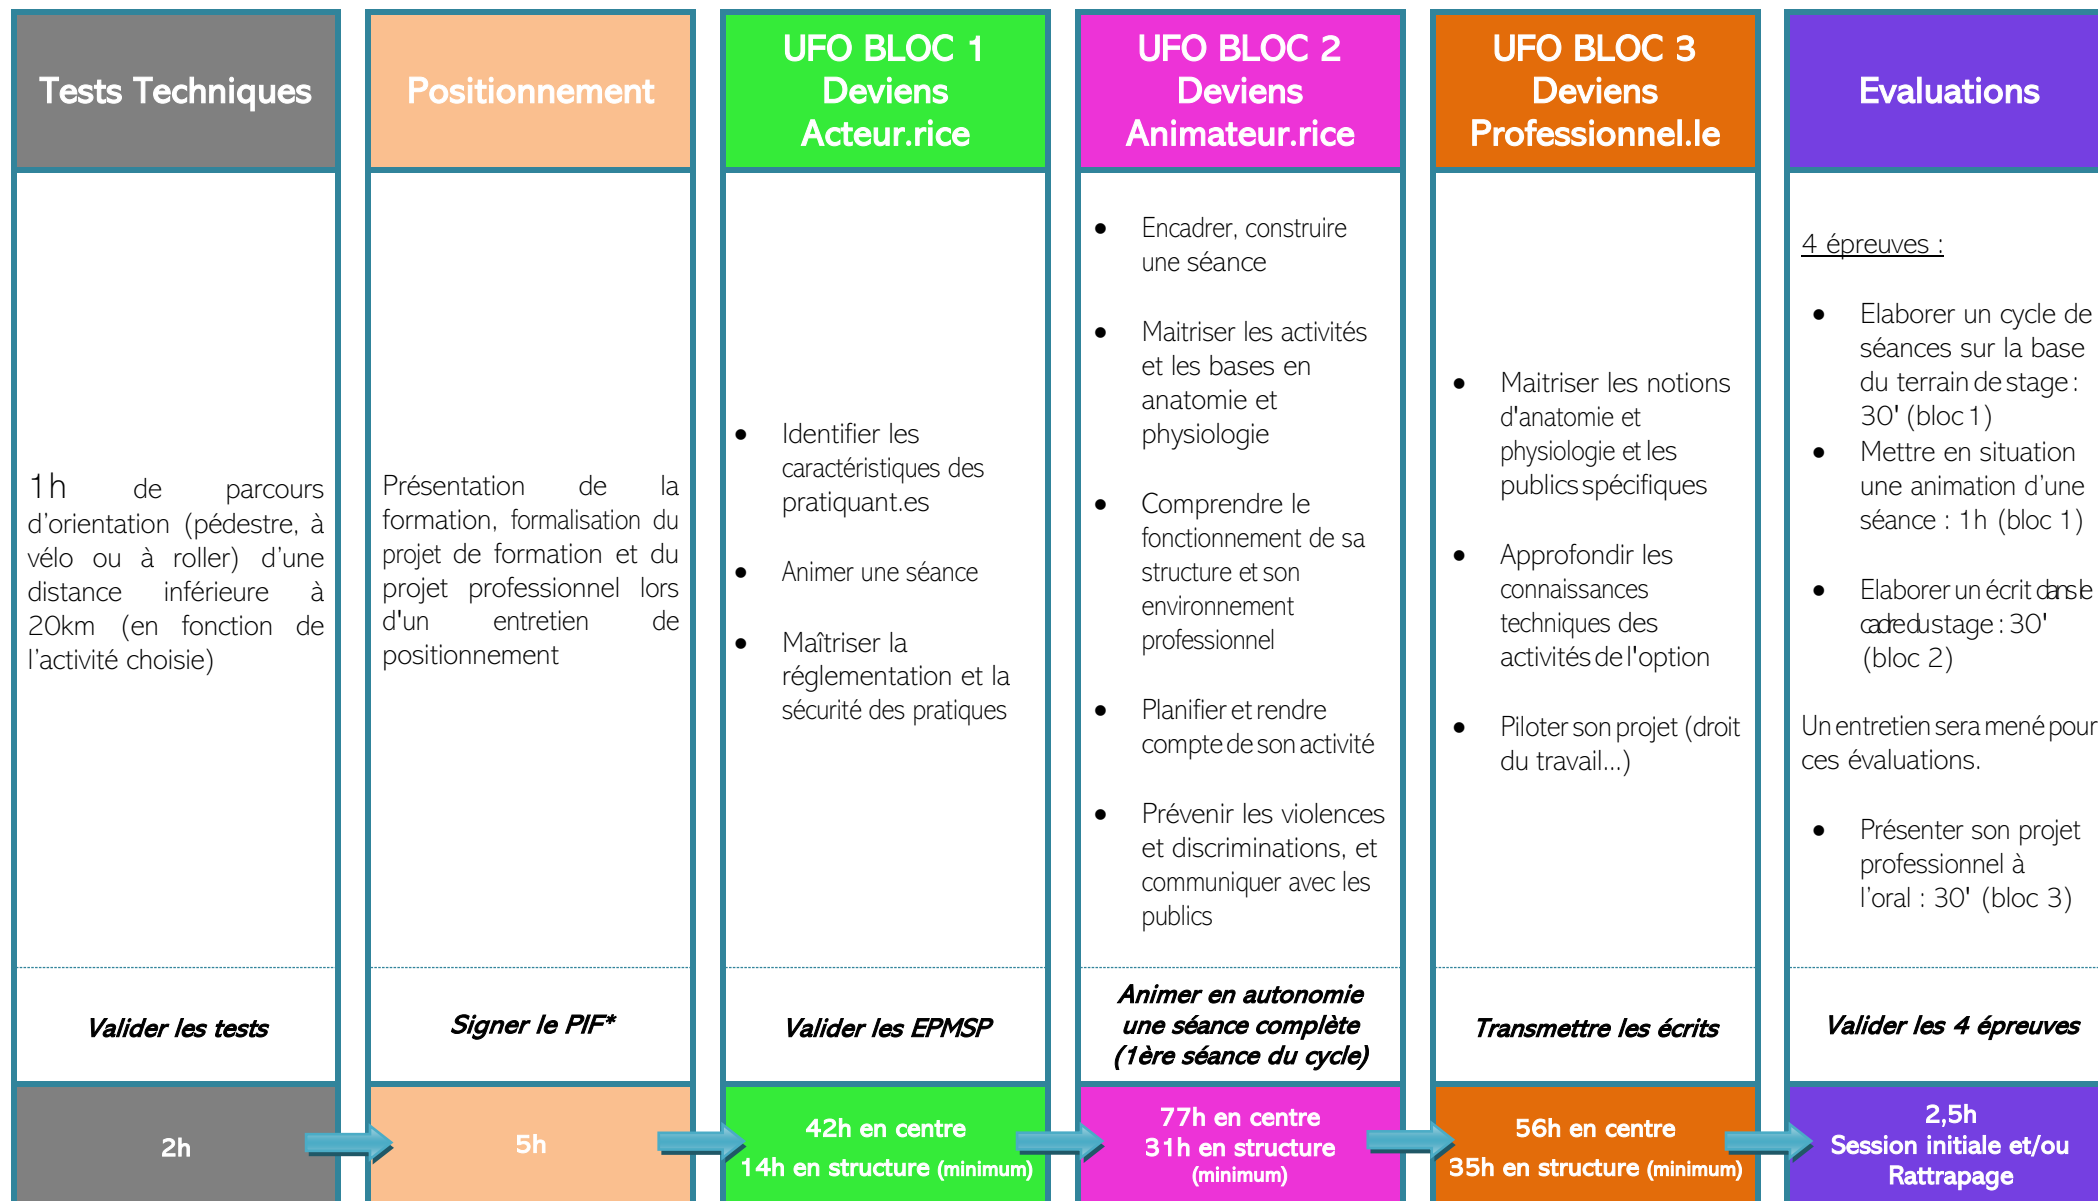 Tests Techniques
1h de parcours
d’orientation (pédestre, à
vélo ou à roller) d’une
distance inférieure à
20km (en fonction de
l’activité choisie)
Valider les tests
2h
Positionnement
Présentation de la
formation, formalisation du
projet de formation et du
projet professionnel lors
d'un entretien de
positionnement
Signer le PIF*
5h
UFO BLOC 1
Deviens
Acteur.rice
• Identifier les
caractéristiques des
pratiquant.es
• Animer une séance
• Maîtriser la
réglementation et la
sécurité des pratiques
Valider les EPMSP
42h en centre
14h en structure (minimum)
UFO BLOC 2
Deviens
Animateur.rice
• Encadrer, construire
une séance
• Maitriser les activités
et les bases en
anatomie et
physiologie
• Comprendre le
fonctionnement de sa
structure et son
environnement
professionnel
• Planifier et rendre
compte de son activité
• Prévenir les violences
et discriminations, et
communiquer avec les
publics
Animer en autonomie
une séance complète
(1ère séance du cycle)
77h en centre
31h en structure
(minimum)
UFO BLOC 3
Deviens
Professionnel.le
• Maitriser les notions
d'anatomie et
physiologie et les
publics spécifiques
• Approfondir les
connaissances
techniques des
activités de l'option
• Piloter son projet (droit
du travail...)
Transmettre les écrits
56h en centre
35h en structure (minimum)
Evaluations
4 épreuves :
• Elaborer un cycle de
séances sur la base
du terrain de stage :
30' (bloc 1)
• Mettre en situation
une animation d’une
séance : 1h (bloc 1)
• Elaborer un écrit dans le
cadre du stage : 30'
(bloc 2)
Un entretien sera mené pour
ces évaluations.
• Présenter son projet
professionnel à
l’oral : 30' (bloc 3)
Valider les 4 épreuves
2,5h
Session initiale et/ou
Rattrapage